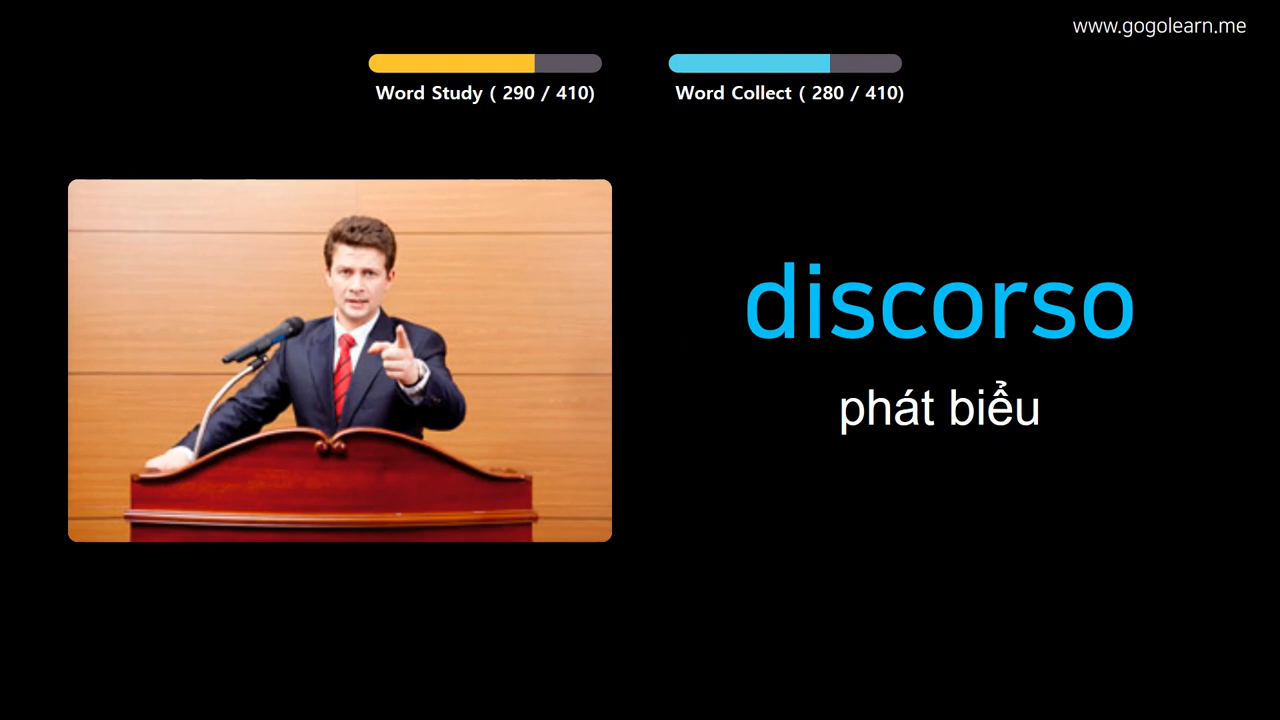 www.gogolearn.me
Word Study ( 290 / 410)
Word Collect ( 280 / 410)
discorso
phát biểu